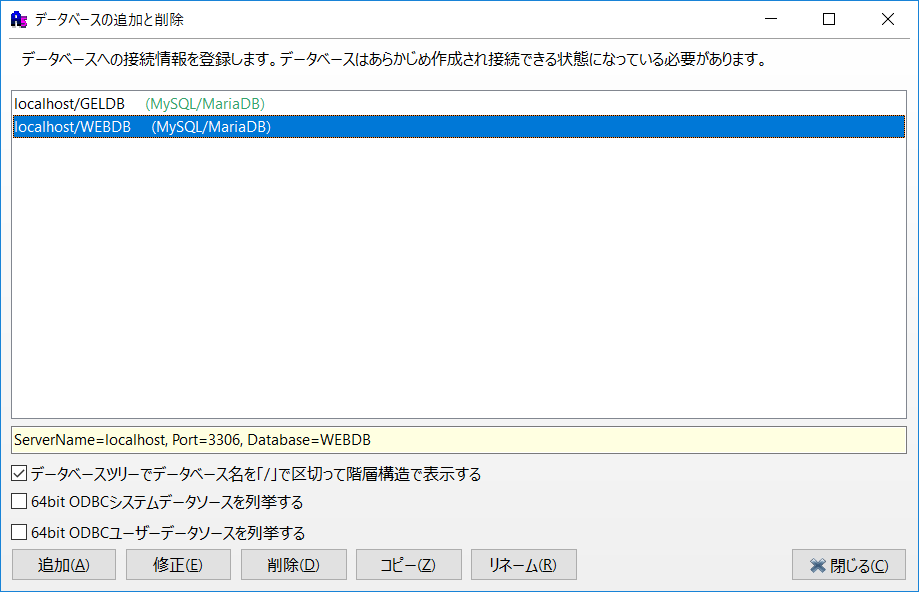 データベースの追加と削除
データベースへの接続情報を登録します。データベースはあらかじめ作成され接続できる状態になっている必要があります。
localhost/GELDB (MySQL/MariaDB)
localhost/WEBDB (MySQL/MariaDB)
ServerName=localhost, Port=3306, Database=WEBDB
データベースツリーでデータベース名を「/」で区切って階層構造で表示する
64bit ODBCシステムデータソースを列挙する
64bit ODBCユーザーデータソースを列挙する
追加(A) 修正(E) 削除(D) コピー(Z) リネーム(R) 閉じる(C)